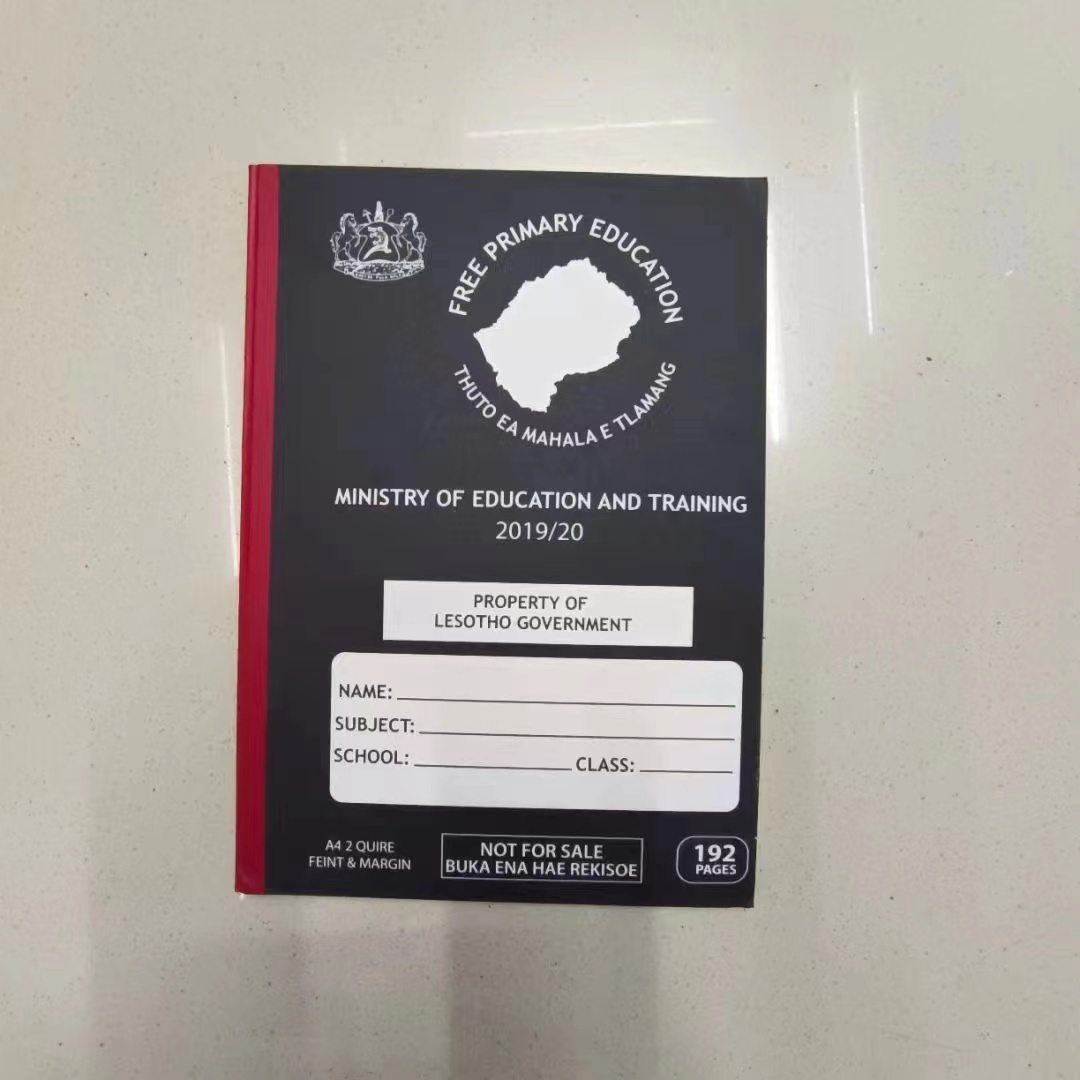 FREE PRIMARY EDUCATION
THUTO EA MAHALA E TLAMANG
MINISTRY OF EDUCATION AND TRAINING
2019/20
PROPERTY OF
LESOTHO GOVERNMENT
NAME:
SUBJECT:
SCHOOL: CLASS:
A4 2 QUIRE
FEINT & MARGIN
NOT FOR SALE
BUKA ENA HAE REKISOE
192
PAGES